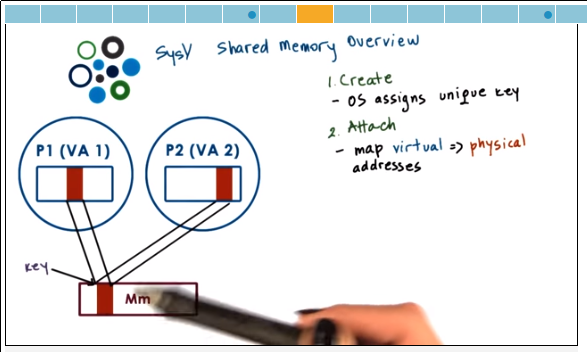 SysV Shared Memory Overview
1. Create
- OS assigns unique key
2. Attach
- map virtual => physical
addresses
P1 (VA 1)
P2 (VA 2)
Key
Mm